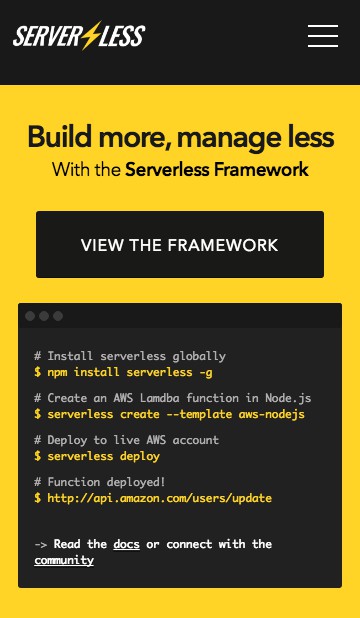 SERVERLESS
Build more, manage less
With the Serverless Framework
VIEW THE FRAMEWORK
# Install serverless globally
$ npm install serverless -g
# Create an AWS Lamdba function in Node.js
$ serverless create --template aws-nodejs
# Deploy to live AWS account
$ serverless deploy
# Function deployed!
$ http://api.amazon.com/users/update
-> Read the docs or connect with the
community